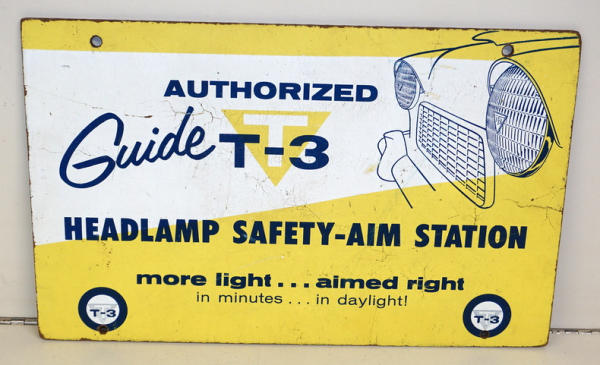 AUTHORIZED
T
Guide T-3
HEADLAMP SAFETY-AIM STATION
more light...aimed right
in minutes...in daylight!
T-3
T-3